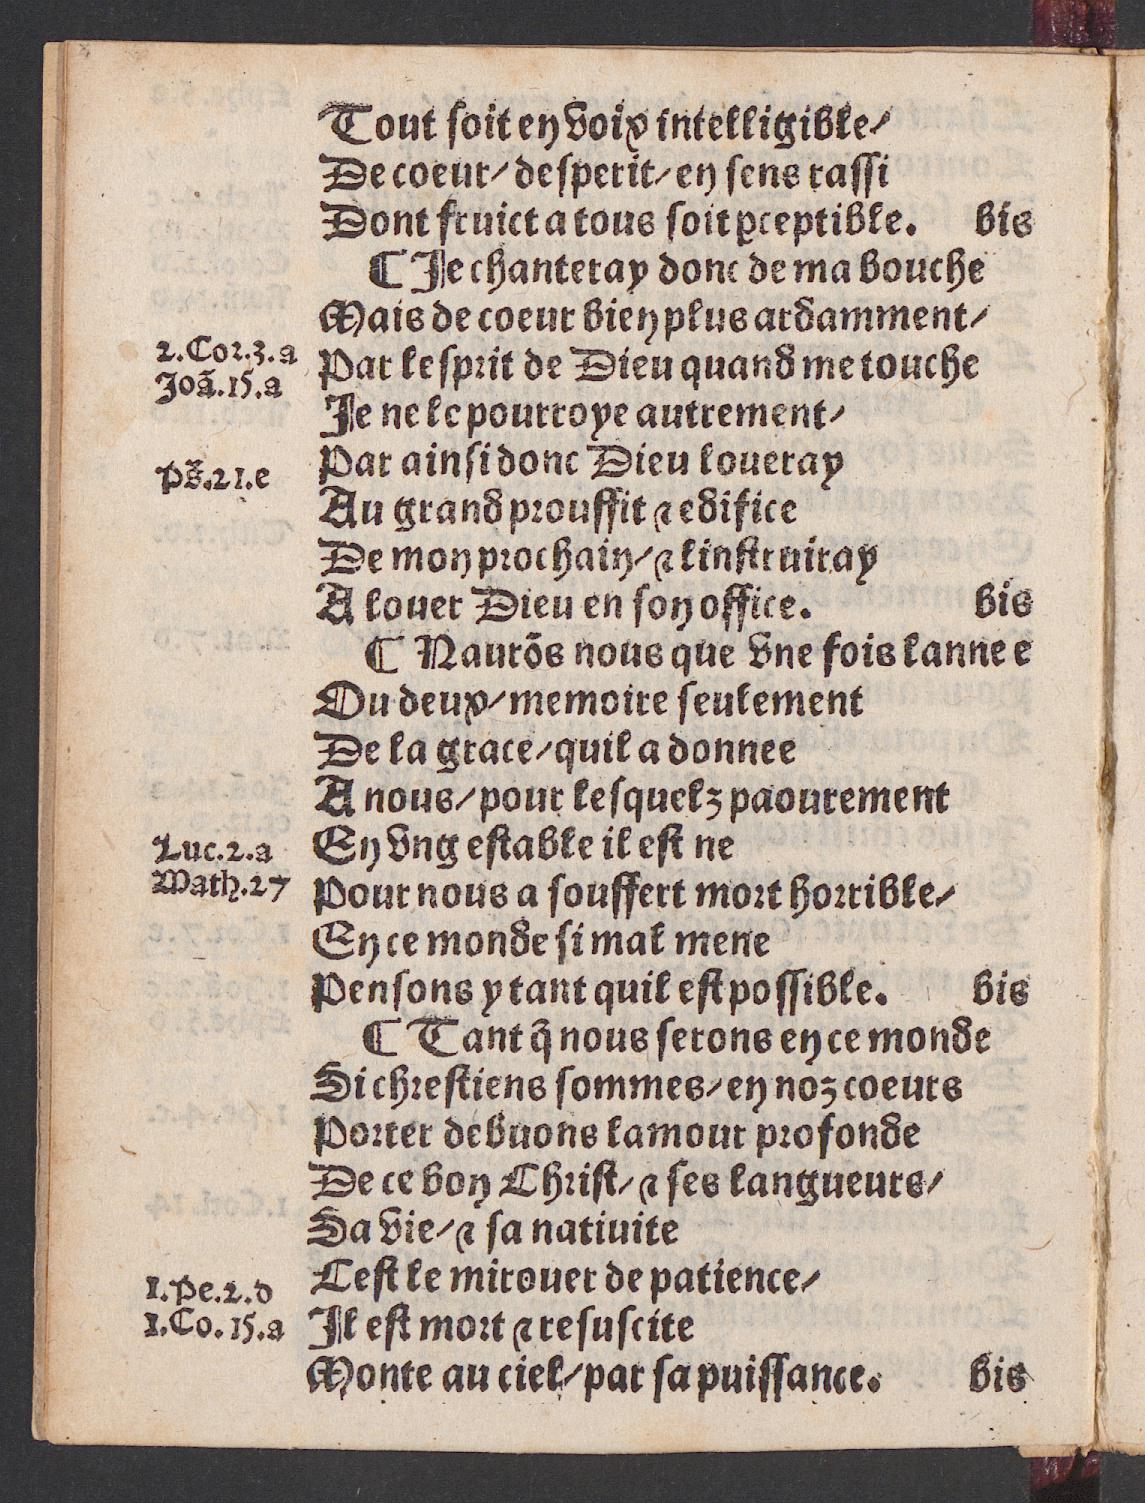 Tout soit en voix intelligible/
De coeur/ desperit/ en sens rassi
Dont fruict a tous soit ꝑceptible. bis
⸿ Je chanteray donc de ma bouche
Mais de coeur bien plus ardamment/
2.Cor.3.a Par lesprit de Dieu quand me touche
Joā.15.a
Je ne le pourroye autrement/
Par ainsi donc Dieu loueray
Ps̄.21.e
Au grand prouffit ⁊ edifice
De mon prochain/ ⁊ linstruiray
A louer Dieu en son office. bis
⸿ Naurōs nous que vne fois lannee
Ou deux/ memoire seulement
De la grace/ quil a donnee
A nous/ pour lesquelz paourement
Luc.2.a En vng estable il est ne
Math.27 Pour nous a souffert mort horrible/
En ce monde si mal mene
Pensons y tant quil est possible. bis
⸿ Tant q̄ nous serons en ce monde
Si chrestiens sommes/ en noz coeurs
Porter debuons lamour profonde
De ce bon Christ/ ⁊ ses langueurs/
Sa vie/ ⁊ sa natiuite
Cest le mirouer de patience/
1.Pe.2.d
1.Co.15.a Il est mort ⁊ resuscite
Monte au ciel/ par sa puissance. bis